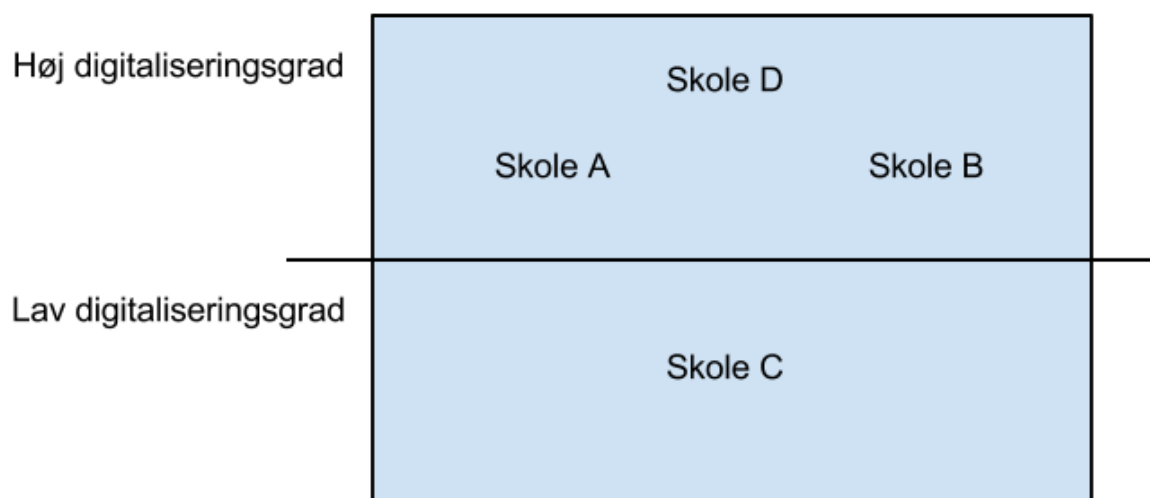 Høj digitaliseringsgrad
Skole D
Skole A
Skole B
Lav digitaliseringsgrad
Skole C